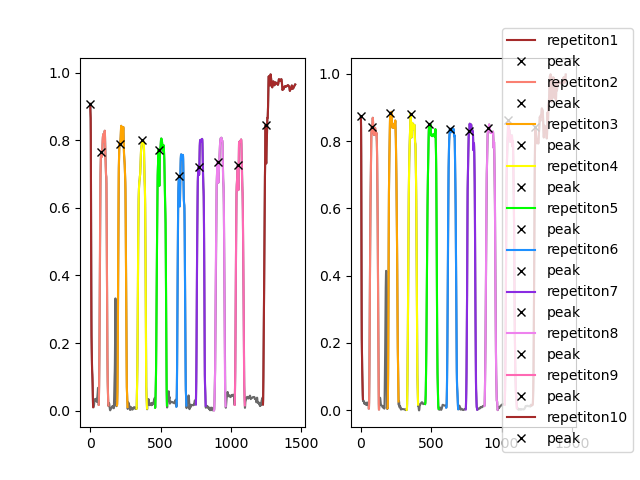 1.0
0.8
0.6
0.4
0.2
0.0
0
500
1000
1500
1.0
0.8
0.6
0.4
0.2
0.0
0
500
1000
1500
repetiton1
peak
repetiton2
peak
repetiton3
peak
repetiton4
peak
repetiton5
peak
repetiton6
peak
repetiton7
peak
repetiton8
peak
repetiton9
peak
repetiton10
peak